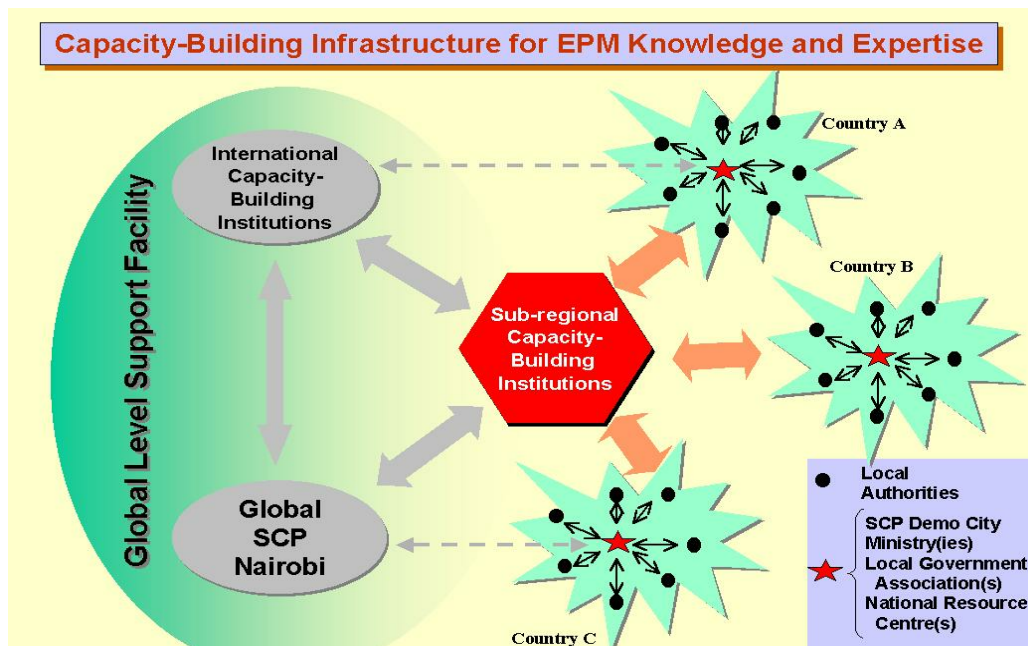 Capacity-Building Infrastructure for EPM Knowledge and Expertise
Global Level Support Facility
International
Capacity-
Building
Institutions
Global
SCP
Nairobi
Sub-regional
Capacity-
Building
Institutions
Country A
Country B
Country C
Local
Authorities
SCP Demo City
Ministry(ies)
Local Government
Association(s)
National Resource
Centre(s)